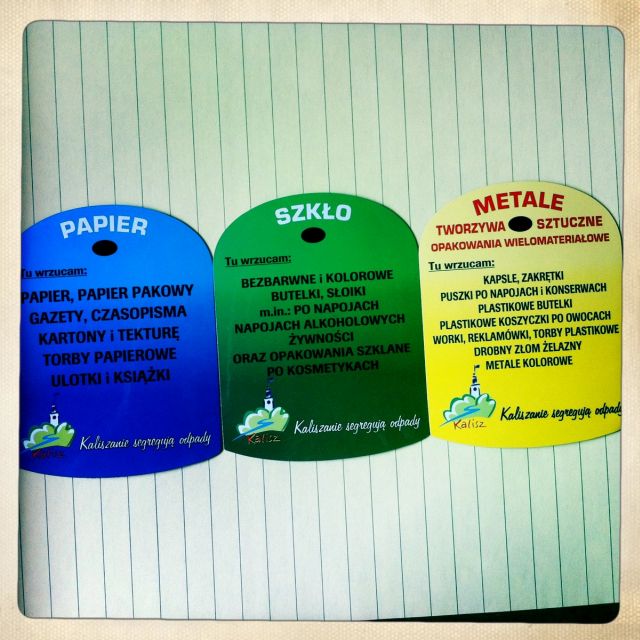 PAPIER
Tu wrzucam:
PAPIER, PAPIER PAKOWY
GAZETY, CZASOPISMA
KARTONY i TEKTURĘ
TORBY PAPIEROWE
ULOTKI i KSIĄŻKI
Kalisz
Kaliszanie segregują odpady
SZKŁO
Tu wrzucam:
BEZBARWNE i KOLOROWE
BUTELKI, SŁOIKI
m.in.: PO NAPOJACH
NAPOJACH ALKOHOLOWYCH
ŻYWNOŚCI
ORAZ OPAKOWANIA SZKLANE
PO KOSMETYKACH
Kalisz
Kaliszanie segregują odpady
METALE
TWORZYWA SZTUCZNE
OPAKOWANIA WIELOMATERIAŁOWE
Tu wrzucam:
KAPSLE, ZAKRĘTKI
PUSZKI PO NAPOJACH i KONSERWACH
PLASTIKOWE BUTELKI
PLASTIKOWE KOSZYCZKI PO OWOCACH
WORKI, REKLAMÓWKI, TORBY PLASTIKOWE
DROBNY ZŁOM ŻELAZNY
METALE KOLOROWE
Kalisz
Kaliszanie segregują odpady